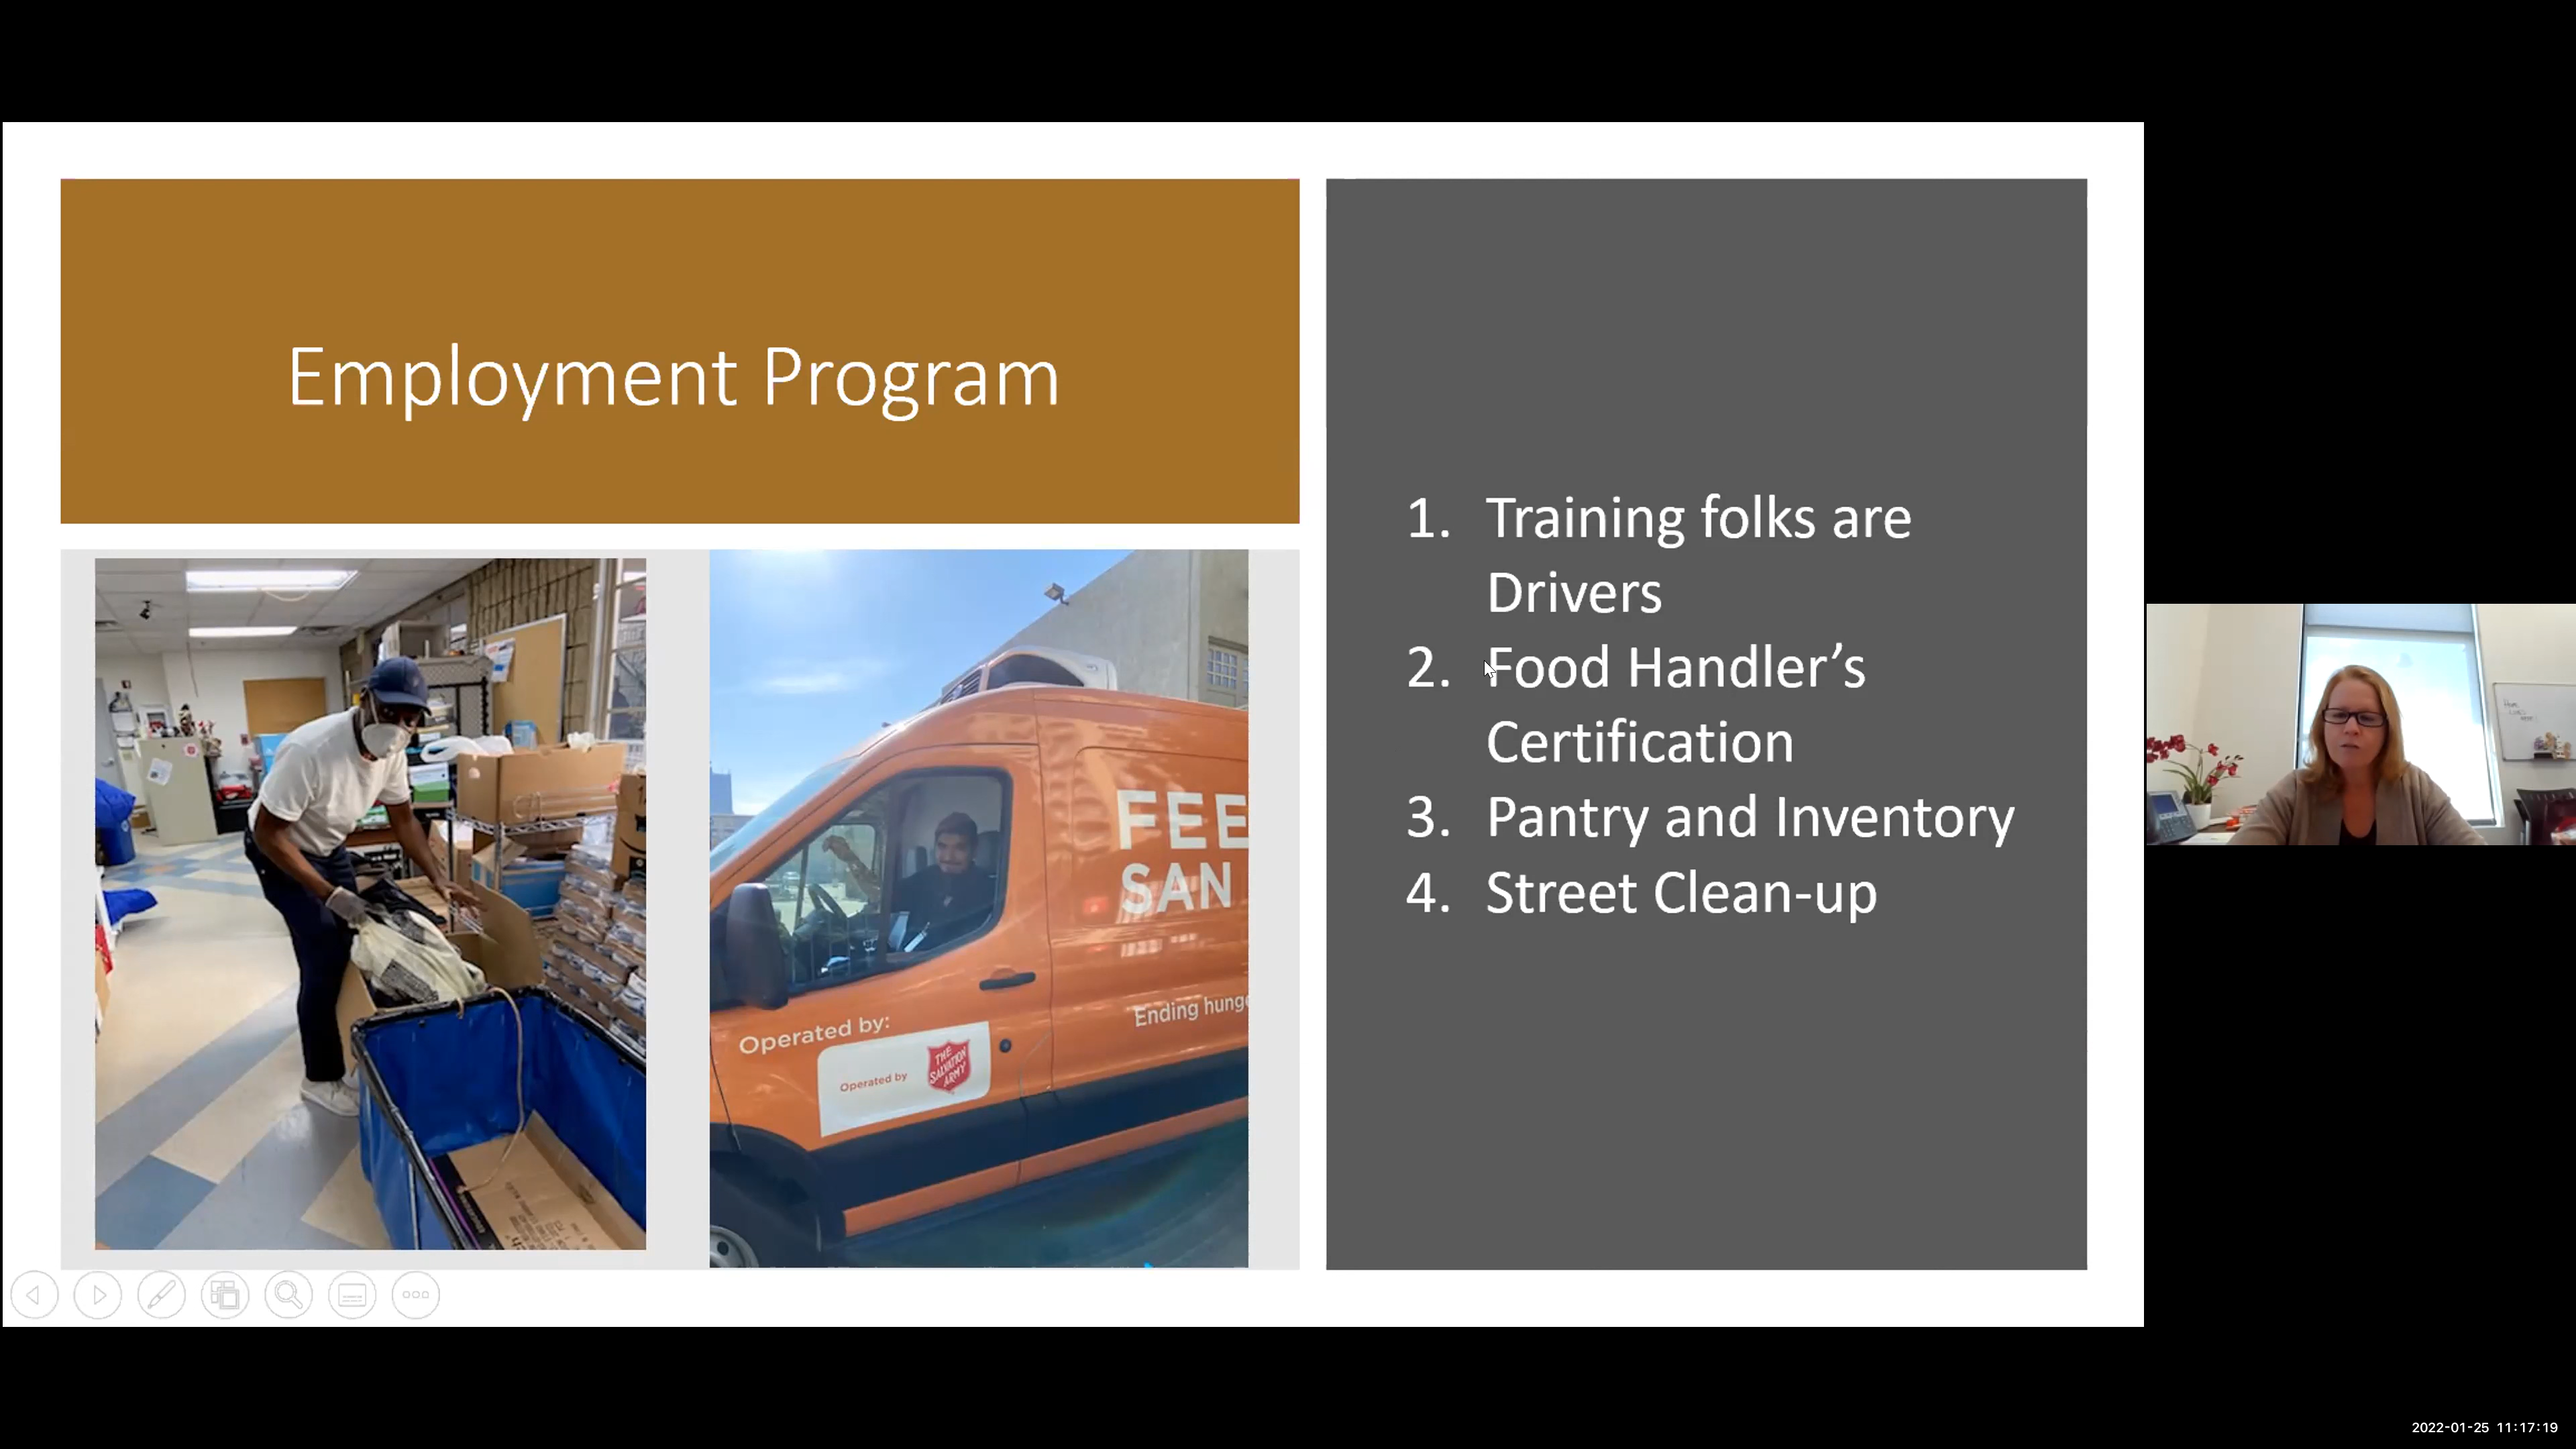 Employment Program
1. Training folks are
Drivers
2. Food Handler's
Certification
3. Pantry and Inventory
4. Street Clean-up
FEE
SAN
Ending hunge
Operated by:
Operated by
THE
SALVATION
ARMY
2022-01-25 11:17:19